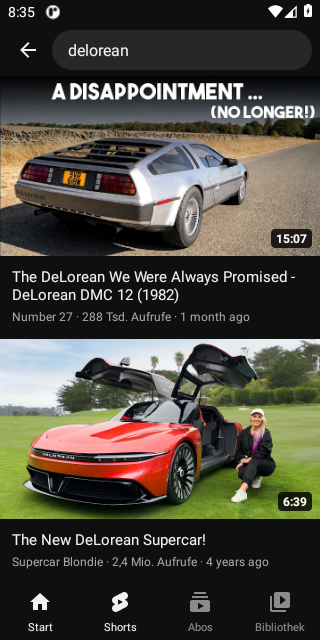 8:35
delorean
A DISAPPOINTMENT ...
(NO LONGER!)
15:07
The DeLorean We Were Always Promised -
DeLorean DMC 12 (1982)
Number 27 · 288 Tsd. Aufrufe · 1 month ago
DELOREAN
6:39
The New DeLorean Supercar!
Supercar Blondie · 2,4 Mio. Aufrufe · 4 years ago
Start
Shorts
Abos
Bibliothek